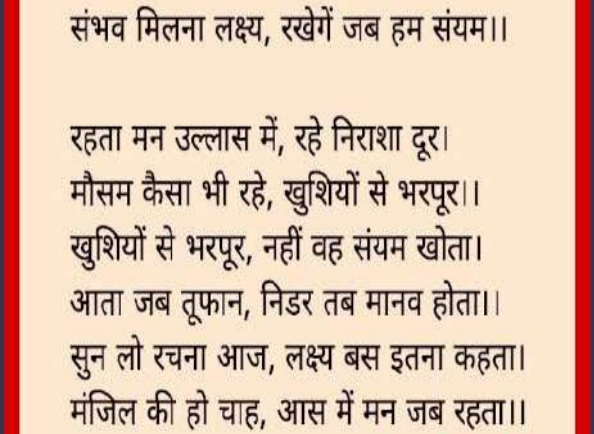 संभव मिलना लक्ष्य, रखेगें जब हम संयम।।
रहता मन उल्लास में, रहे निराशा दूर।
मौसम कैसा भी रहे, खुशियों से भरपूर।।
खुशियों से भरपूर, नहीं वह संयम खोता।
आता जब तूफान, निडर तब मानव होता।।
सुन लो रचना आज, लक्ष्य बस इतना कहता।
मंजिल की हो चाह, आस में मन जब रहता।।